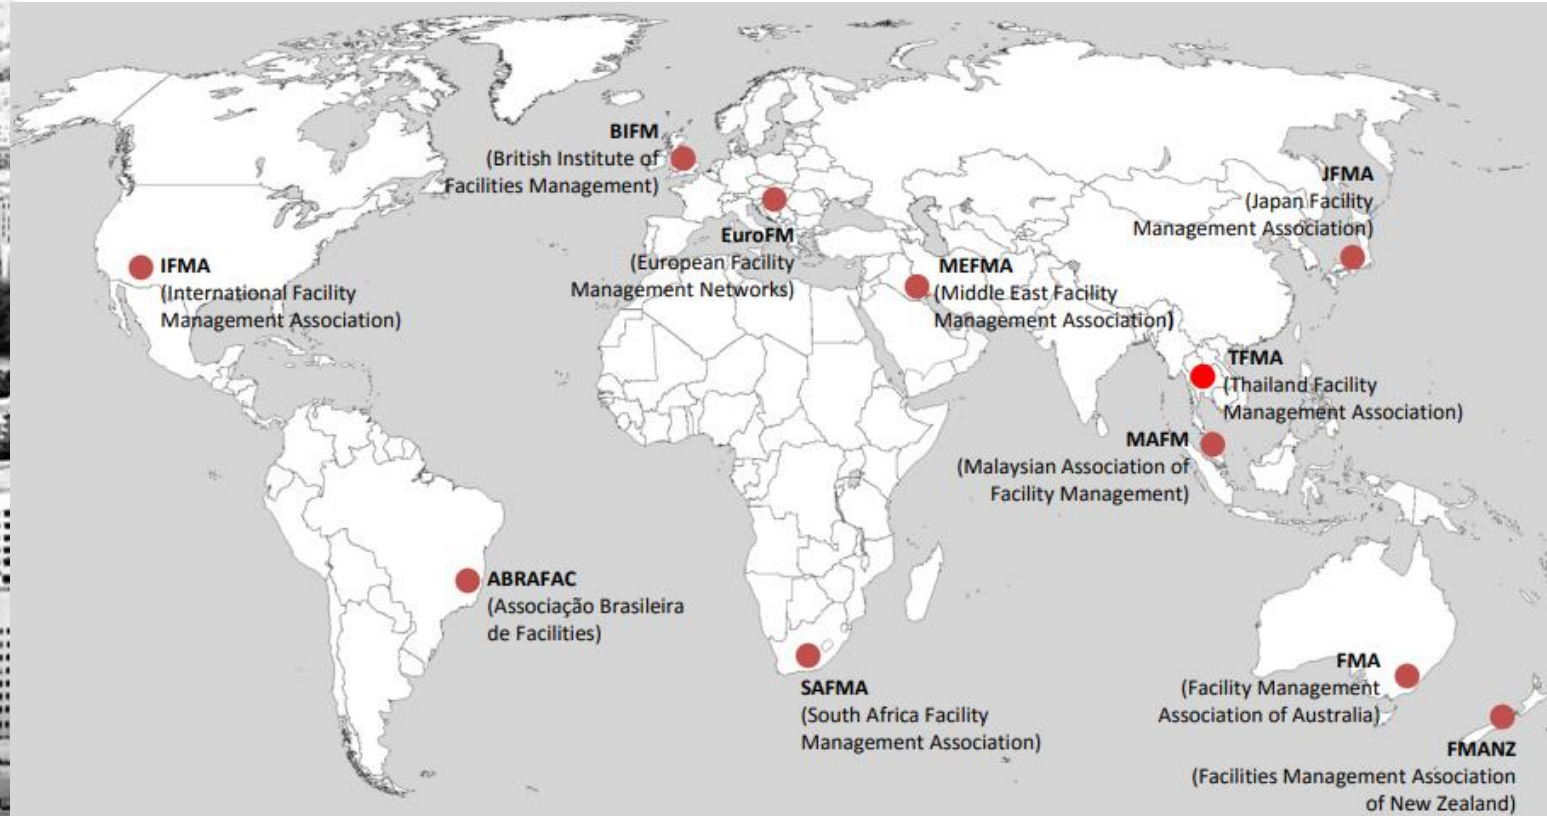 BIFM
(British Institute of
Facilities Management)
JFMA
(Japan Facility
Management Association)
EuroFM
(European Facility
Management Networks)
IFMA
(International Facility
Management Association)
MEFMA
(Middle East Facility
Management Association)
TFMA
(Thailand Facility
Management Association)
MAFM
(Malaysian Association of
Facility Management)
ABRAFAC
(Associação Brasileira
de Facilities)
SAFMA
(South Africa Facility
Management Association)
FMA
(Facility Management
Association of Australia)
FMANZ
(Facilities Management Association
of New Zealand)